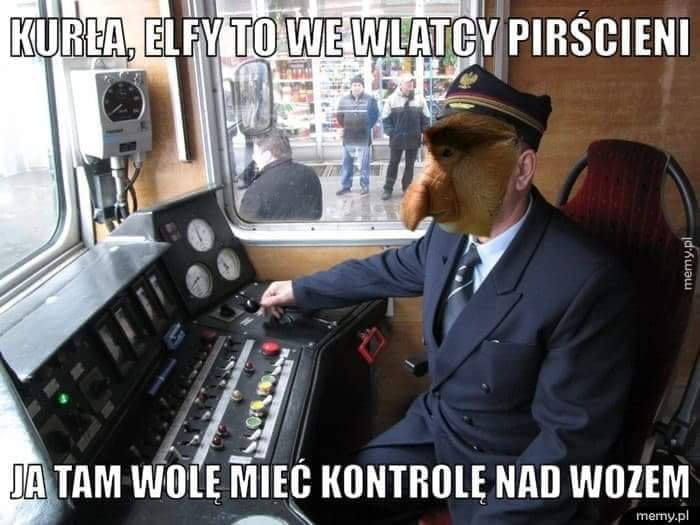 KURŁA, ELFY TO WE WLATCY PIRŚCIENI
memy.pl
JA TAM WOLĘ MIEĆ KONTROLĘ NAD WOZEM
memy.pl